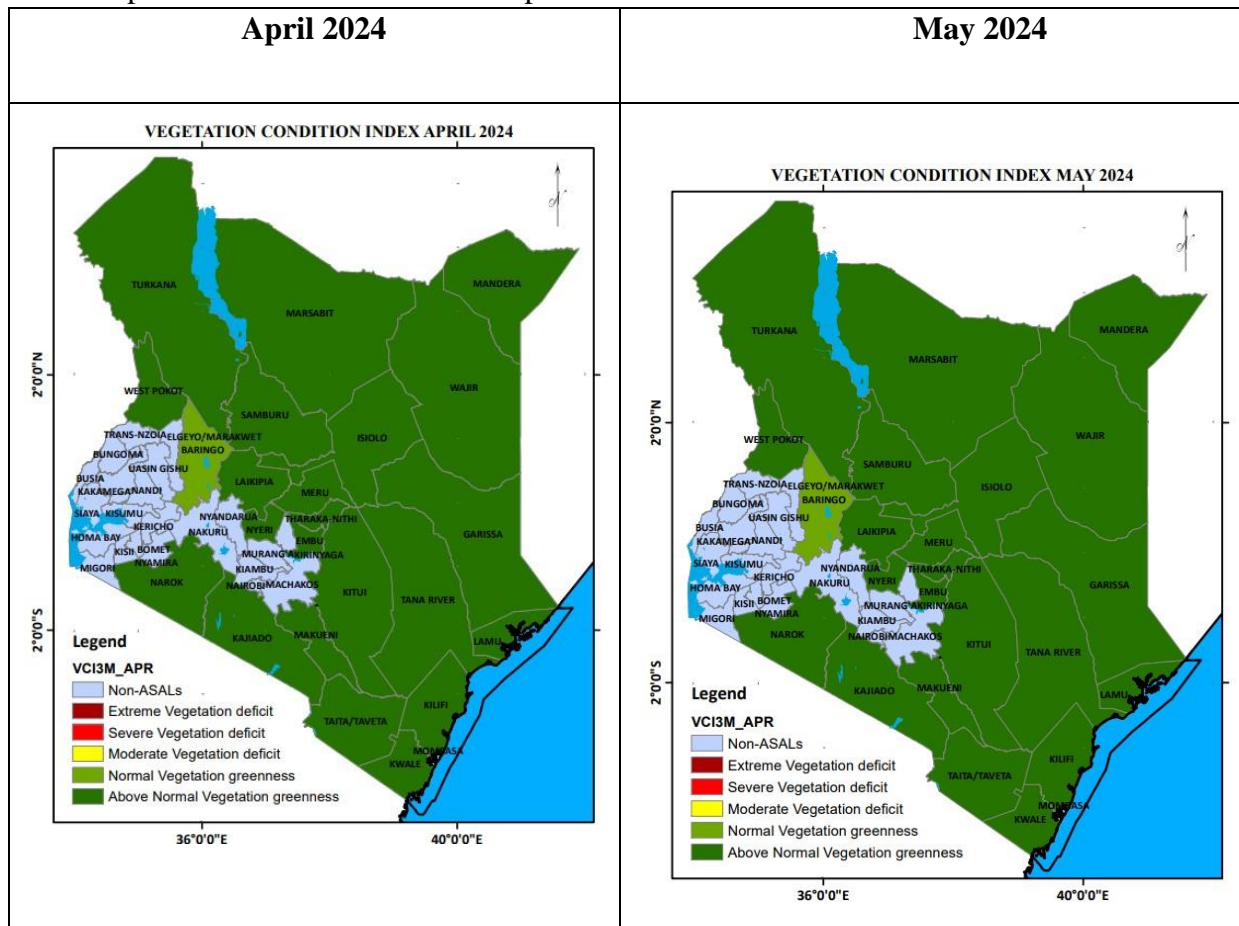 April 2024
May 2024
VEGETATION CONDITION INDEX APRIL 2024
N
TURKANA
MANDERA
MARSABIT
2°0'0"N
WEST POKOT
WAJIR
SAMBURU
TRANS-NZOIA
ELGEYO/MARAKWET
ISIOLO
BARINGO
BUNGOMA
UASIN GISHU
BUSIA
LAIKIPIA
KAKAMEGA
NANDI
MERU
SIAYA
KISUMU
NYANDARUA
THARAKA-NITHI
KERICHO
NYERI
NAKURU
GARISSA
HOMA BAY
EMBU
KISII
BOMET
MURANG'A
KIRINYAGA
NYAMIRA
KIAMBU
MIGORI
NAROK
NAIROBI
MACHAKOS
KITUI
TANA RIVER
2°0'0"S
KAJIADO
MAKUENI
LAMU
KILIFI
TAITA/TAVETA
MOMBASA
KWALE
Legend
VCI3M_APR
Non-ASALs
Extreme Vegetation deficit
Severe Vegetation deficit
Moderate Vegetation deficit
Normal Vegetation greenness
Above Normal Vegetation greenness
36°0'0"E
40°0'0"E
VEGETATION CONDITION INDEX MAY 2024
N
TURKANA
MANDERA
MARSABIT
2°0'0"N
WAJIR
WEST POKOT
SAMBURU
TRANS-NZOIA
ELGEYO/MARAKWET
ISIOLO
BARINGO
BUNGOMA
UASIN GISHU
BUSIA
LAIKIPIA
KAKAMEGA
NANDI
MERU
SIAYA
KISUMU
NYANDARUA
THARAKA-NITHI
KERICHO
NAKURU
NYERI
GARISSA
HOMA BAY
EMBU
KISII
BOMET
MURANG'A
KIRINYAGA
NYAMIRA
MIGORI
KIAMBU
NAROK
NAIROBI
MACHAKOS
KITUI
TANA RIVER
2°0'0"S
KAJIADO
MAKUENI
LAMU
KILIFI
TAITA/TAVETA
MOMBASA
KWALE
Legend
VCI3M_APR
Non-ASALs
Extreme Vegetation deficit
Severe Vegetation deficit
Moderate Vegetation deficit
Normal Vegetation greenness
Above Normal Vegetation greenness
36°0'0"E
40°0'0"E